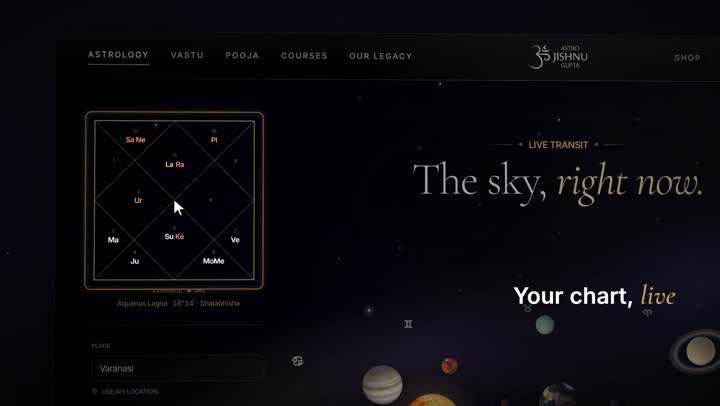 ASTROLOGY VASTU POOJA COURSES OUR LEGACY
ASTRO
JISHNU
GUPTA
SHOP
Sa Ne
Pl
La Ra
Ur
Su Ke
Ma
Ve
Ju
MoMe
Aquarius Lagna · 16°14' · Shatabhisha
PLACE
Varanasi
USE MY LOCATION
LIVE TRANSIT
The sky, right now.
Your chart, live